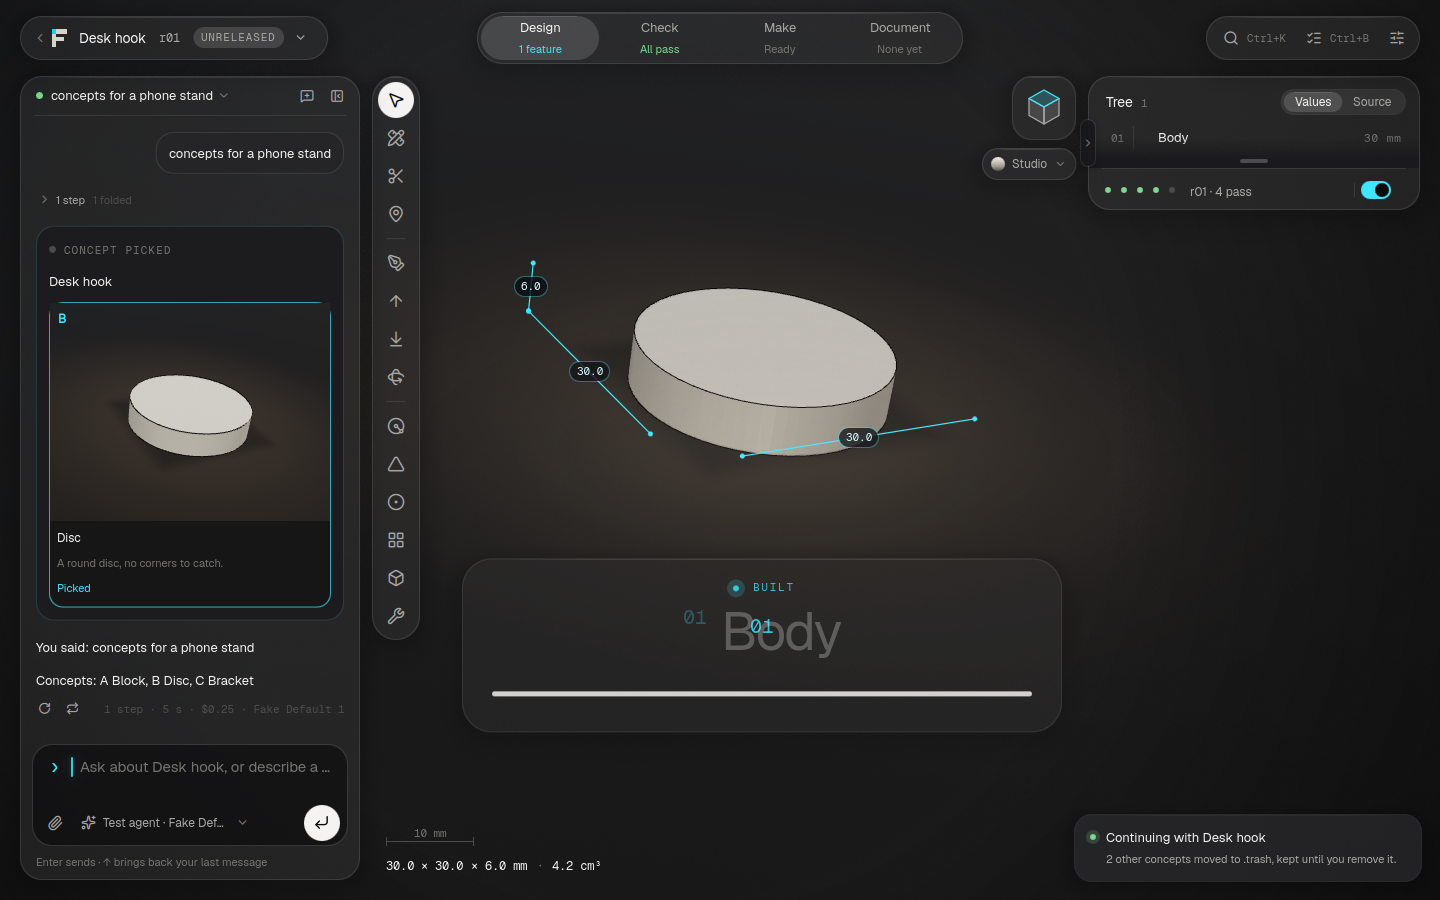 Desk hook r01 UNRELEASED
Design
1 feature
Check
All pass
Make
Ready
Document
None yet
Ctrl+K
Ctrl+B
concepts for a phone stand
concepts for a phone stand
1 step 1 folded
CONCEPT PICKED
Desk hook
B
Disc
A round disc, no corners to catch.
Picked
You said: concepts for a phone stand
Concepts: A Block, B Disc, C Bracket
1 step · 5 s · $0.25 · Fake Default 1
Ask about Desk hook, or describe a …
Test agent · Fake Def…
Enter sends · ↑ brings back your last message
6.0
30.0
30.0
BUILT
01
01
Body
10 mm
30.0 × 30.0 × 6.0 mm · 4.2 cm³
Studio
Tree 1
Values
Source
01 Body 30 mm
r01 · 4 pass
Continuing with Desk hook
2 other concepts moved to .trash, kept until you remove it.